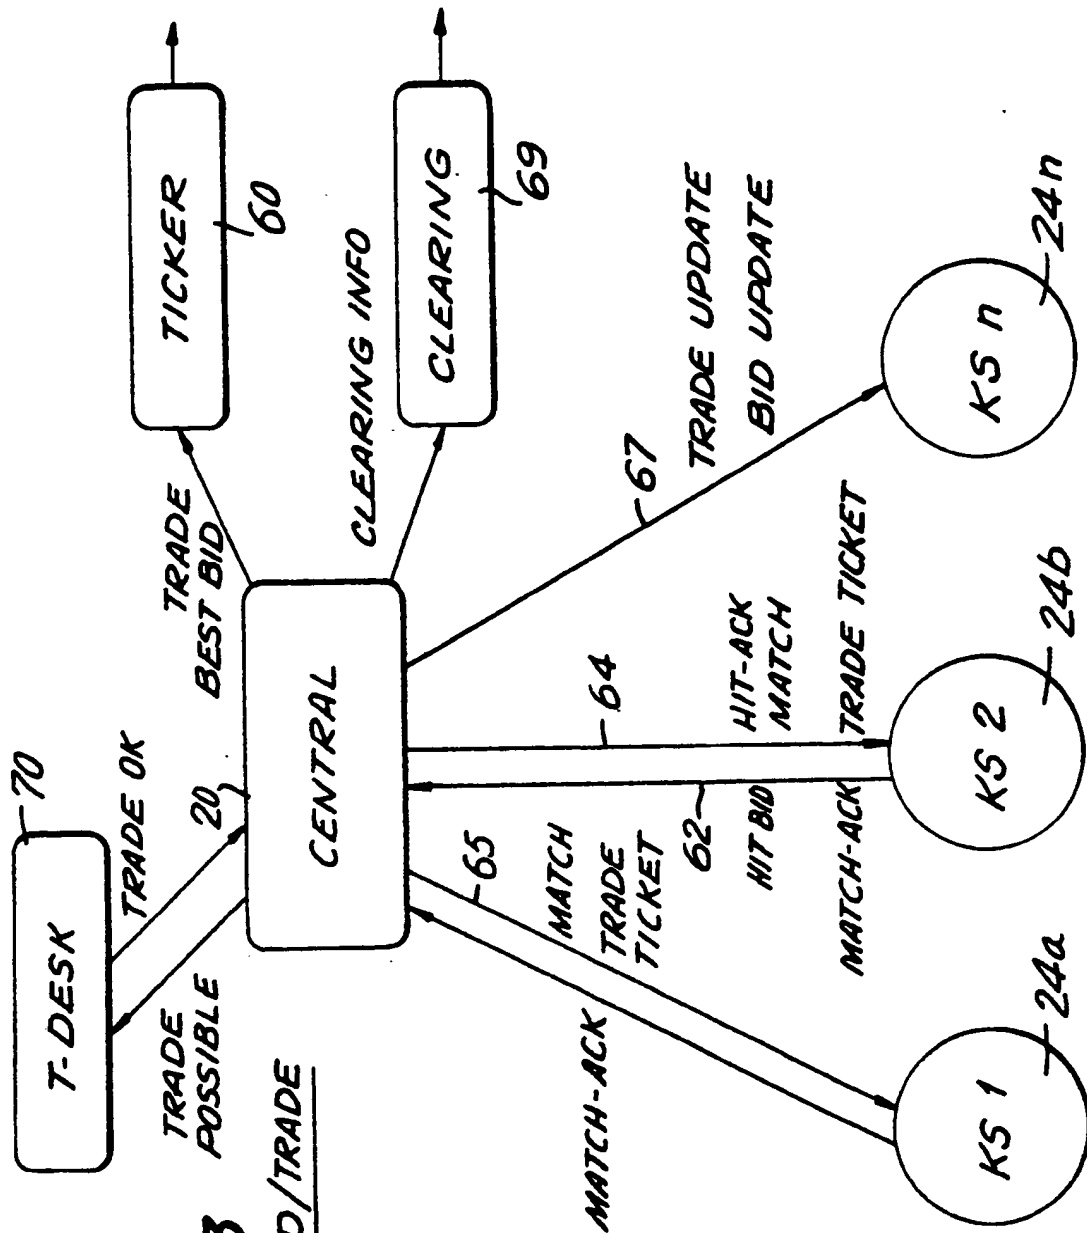 T-DESK
70
TRADE OK
TRADE
POSSIBLE
20
CENTRAL
TRADE
BEST BID
TICKER
60
CLEARING INFO
CLEARING
69
65
MATCH
TRADE
TICKET
MATCH-ACK
64
62
HIT BID
MATCH-ACK
HIT-ACK
MATCH
TRADE TICKET
67
TRADE UPDATE
BID UPDATE
KS 1
24a
KS 2
24b
KS n
24n
3
/TRADE